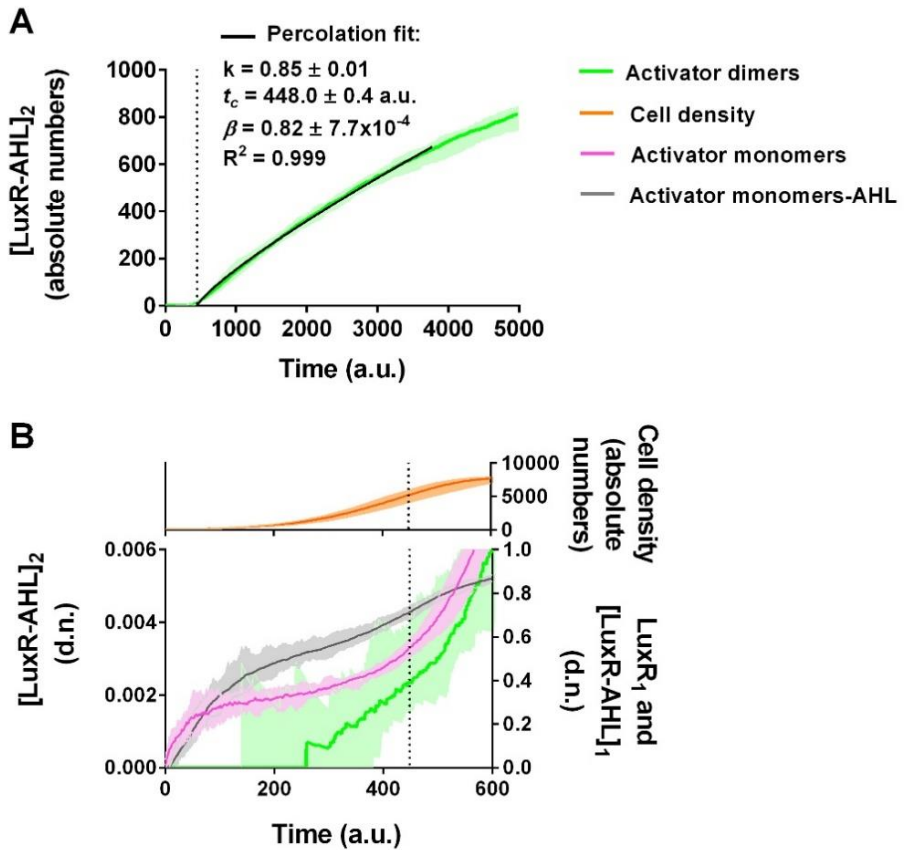 A
Percolation fit:
k = 0.85 ± 0.01
t_c = 448.0 ± 0.4 a.u.
β = 0.82 ± 7.7x10⁻⁴
R² = 0.999
[LuxR-AHL]₂
(absolute numbers)
1000
800
600
400
200
0
0 1000 2000 3000 4000 5000
Time (a.u.)
Activator dimers
Cell density
Activator monomers
Activator monomers-AHL
B
10000
5000
0
Cell density
(absolute
numbers)
[LuxR-AHL]₂
(d.n.)
0.006
0.004
0.002
0.000
1.0
0.8
0.6
0.4
0.2
0.0
LuxR₁ and
[LuxR-AHL]₁
(d.n.)
0 200 400 600
Time (a.u.)